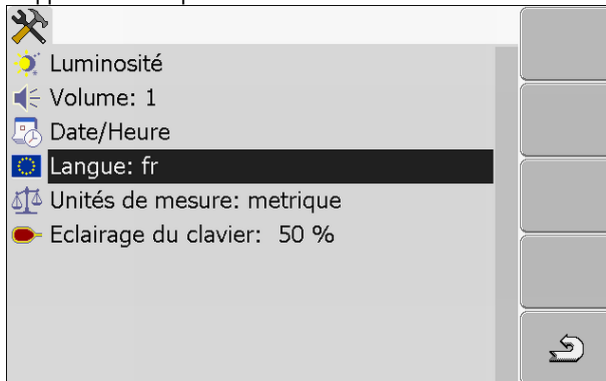 Luminosité
Volume: 1
Date/Heure
Langue: fr
Unités de mesure: metrique
Eclairage du clavier: 50 %